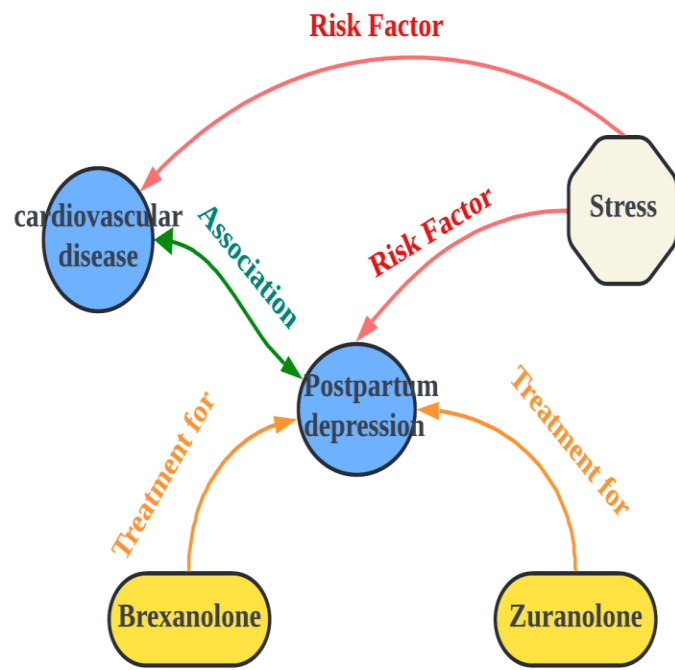 Risk Factor
Stress
cardiovascular
disease
Association
Risk Factor
Postpartum
depression
Treatment for
Treatment for
Brexanolone
Zuranolone